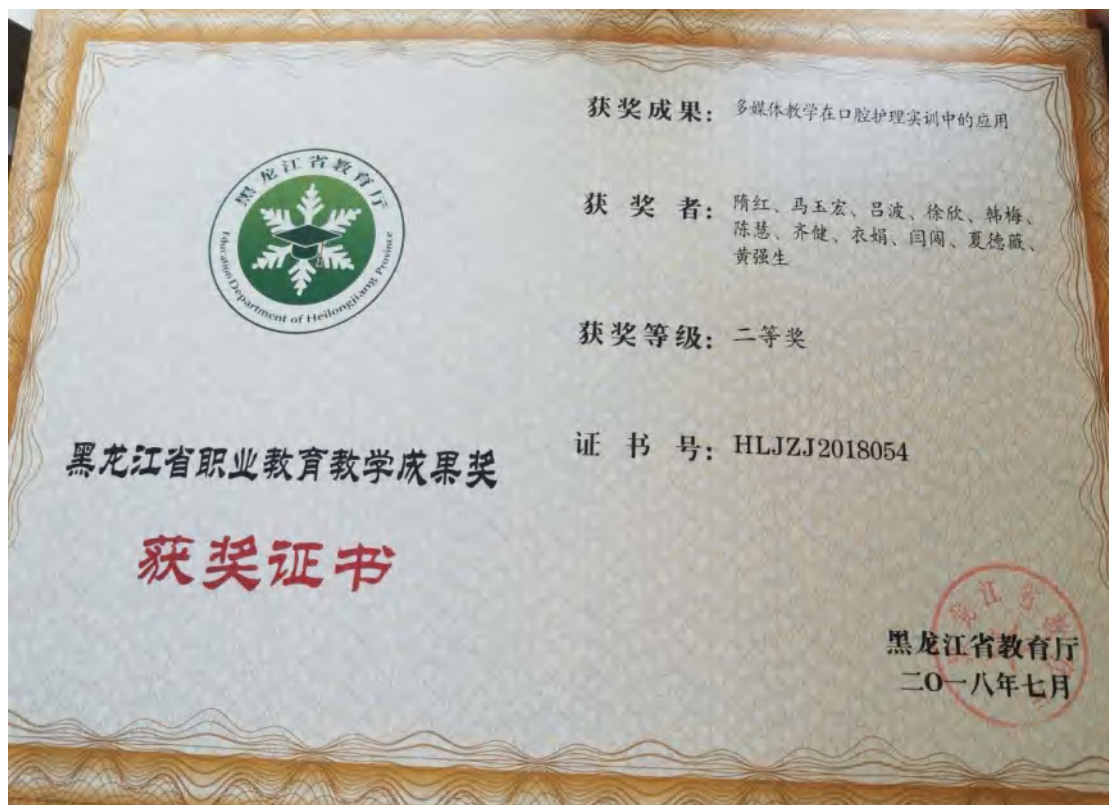 黑龙江省教育厅
Education Department of Heilongjiang Province
黑龙江省职业教育教学成果奖
获奖证书
获奖成果：多媒体教学在口腔护理实训中的应用
获奖者：隋红、马玉宏、吕波、徐欣、韩梅、
陈慧、齐健、衣娟、闫闯、夏德薇、
黄强生
获奖等级：二等奖
证书号：HLJZJ2018054
黑龙江省教育厅
二〇一八年七月